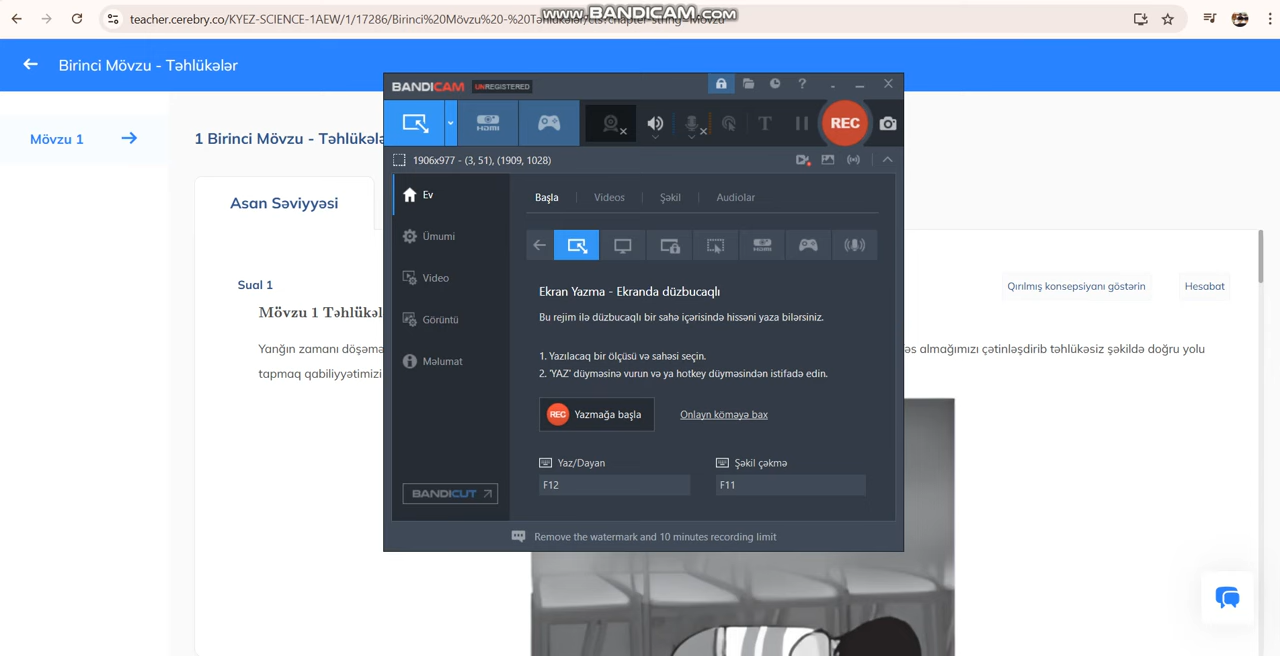 teacher.cerebry.co/KYEZ-SCIENCE-1AEW/1/17286/Birinci%20Mövzu%20-%20Təhlükələr/cts?chapter-string=Mövzu
www.BANDICAM.com
Birinci Mövzu - Təhlükələr
BANDICAM UNREGISTERED
HDMI
REC
Mövzu 1
1 Birinci Mövzu - Təhlükələ
1906x977 - (3, 51), (1909, 1028)
Asan Səviyyəsi
Ev
Ümumi
Video
Görüntü
Məlumat
BANDICUT
Başla
Videos
Şəkil
Audiolar
HDMI
Ekran Yazma - Ekranda düzbucaqlı
Bu rejim ilə düzbucaqlı bir sahə içərisində hissəni yaza bilərsiniz.
1. Yazılacaq bir ölçüsü və sahəsi seçin.
2. 'YAZ' düyməsinə vurun və ya hotkey düyməsindən istifadə edin.
REC Yazmağa başla
Onlayn köməyə bax
Yaz/Dayan
Şəkil çəkmə
F12
F11
Remove the watermark and 10 minutes recording limit
Sual 1
Qırılmış konsepsiyanı göstərin
Hesabat
Mövzu 1 Təhlükəl
Yanğın zamanı döşəmə
əs almağımızı çətinləşdirib təhlükəsiz şəkildə doğru yolu
tapmaq qabiliyyətimizi